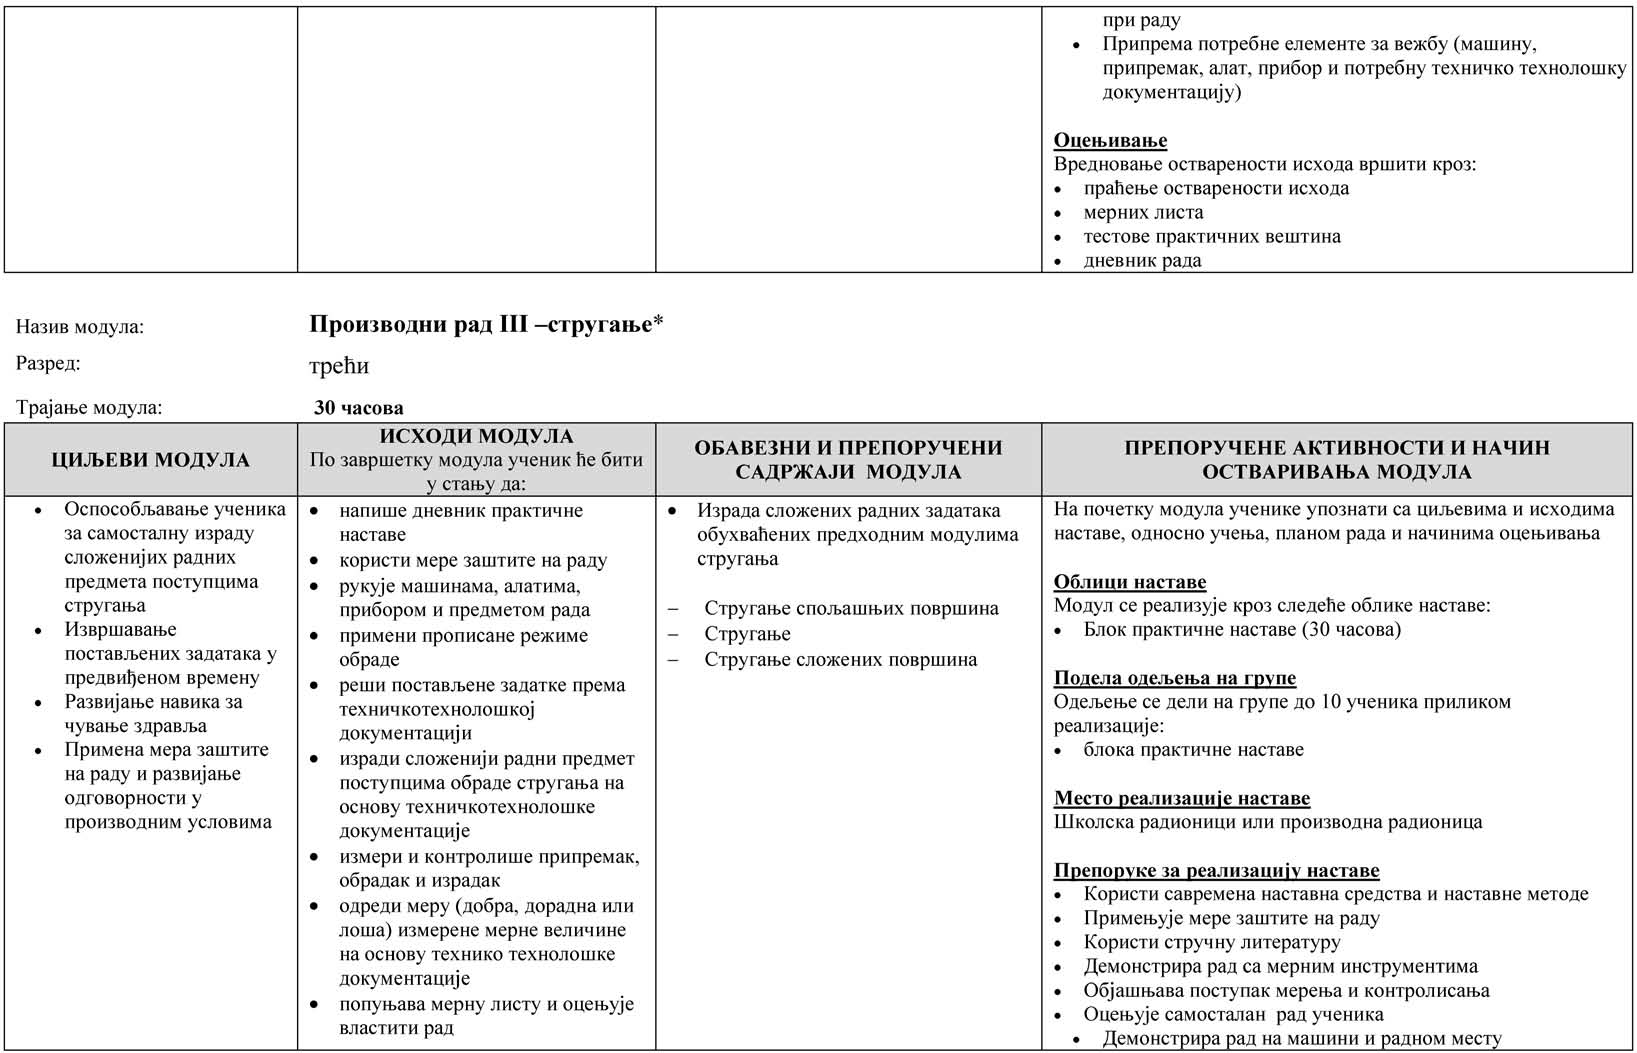 при раду
• Припрема потребне елементе за вежбу (машину,
припремак, алат, прибор и потребну техничко технолошку
документацију)
Оцењивање
Вредновање остварености исхода вршити кроз:
• праћење остварености исхода
• мерних листа
• тестове практичних вештина
• дневник рада
Назив модула: Производни рад III –стругање*
Разред: трећи
Трајање модула: 30 часова
ЦИЉЕВИ МОДУЛА
ИСХОДИ МОДУЛА
По завршетку модула ученик ће бити
у стању да:
ОБАВЕЗНИ И ПРЕПОРУЧЕНИ
САДРЖАЈИ МОДУЛА
ПРЕПОРУЧЕНЕ АКТИВНОСТИ И НАЧИН
ОСТВАРИВАЊА МОДУЛА
• Оспособљавање ученика
за самосталну израду
сложенијих радних
предмета поступцима
стругања
• Извршавање
постављених задатака у
предвиђеном времену
• Развијање навика за
чување здравља
• Примена мера заштите
на раду и развијање
одговорности у
производним условима
• напише дневник практичне
наставе
• користи мере заштите на раду
• рукује машинама, алатима,
прибором и предметом рада
• примени прописане режиме
обраде
• реши постављене задатке према
техничкотехнолошкој
документацији
• изради сложенији радни предмет
поступцима обраде стругања на
основу техничкотехнолошке
документације
• измери и контролише припремак,
обрадак и израдак
• одреди меру (добра, дорадна или
лоша) измерене мерне величине
на основу технико технолошке
документације
• попуњава мерну листу и оцењује
властити рад
• Израда сложених радних задатака
обухваћених предходним модулима
стругања
– Стругање спољашњих површина
– Стругање
– Стругање сложених површина
На почетку модула ученике упознати са циљевима и исходима
наставе, односно учења, планом рада и начинима оцењивања
Облици наставе
Модул се реализује кроз следеће облике наставе:
• Блок практичне наставе (30 часова)
Подела одељења на групе
Одељење се дели на групе до 10 ученика приликом
реализације:
• блока практичне наставе
Место реализације наставе
Школска радионици или производна радионица
Препоруке за реализацију наставе
• Користи савремена наставна средства и наставне методе
• Примењује мере заштите на раду
• Користи стручну литературу
• Демонстрира рад са мерним инструментима
• Објашњава поступак мерења и контролисања
• Оцењује самосталан рад ученика
• Демонстрира рад на машини и радном месту